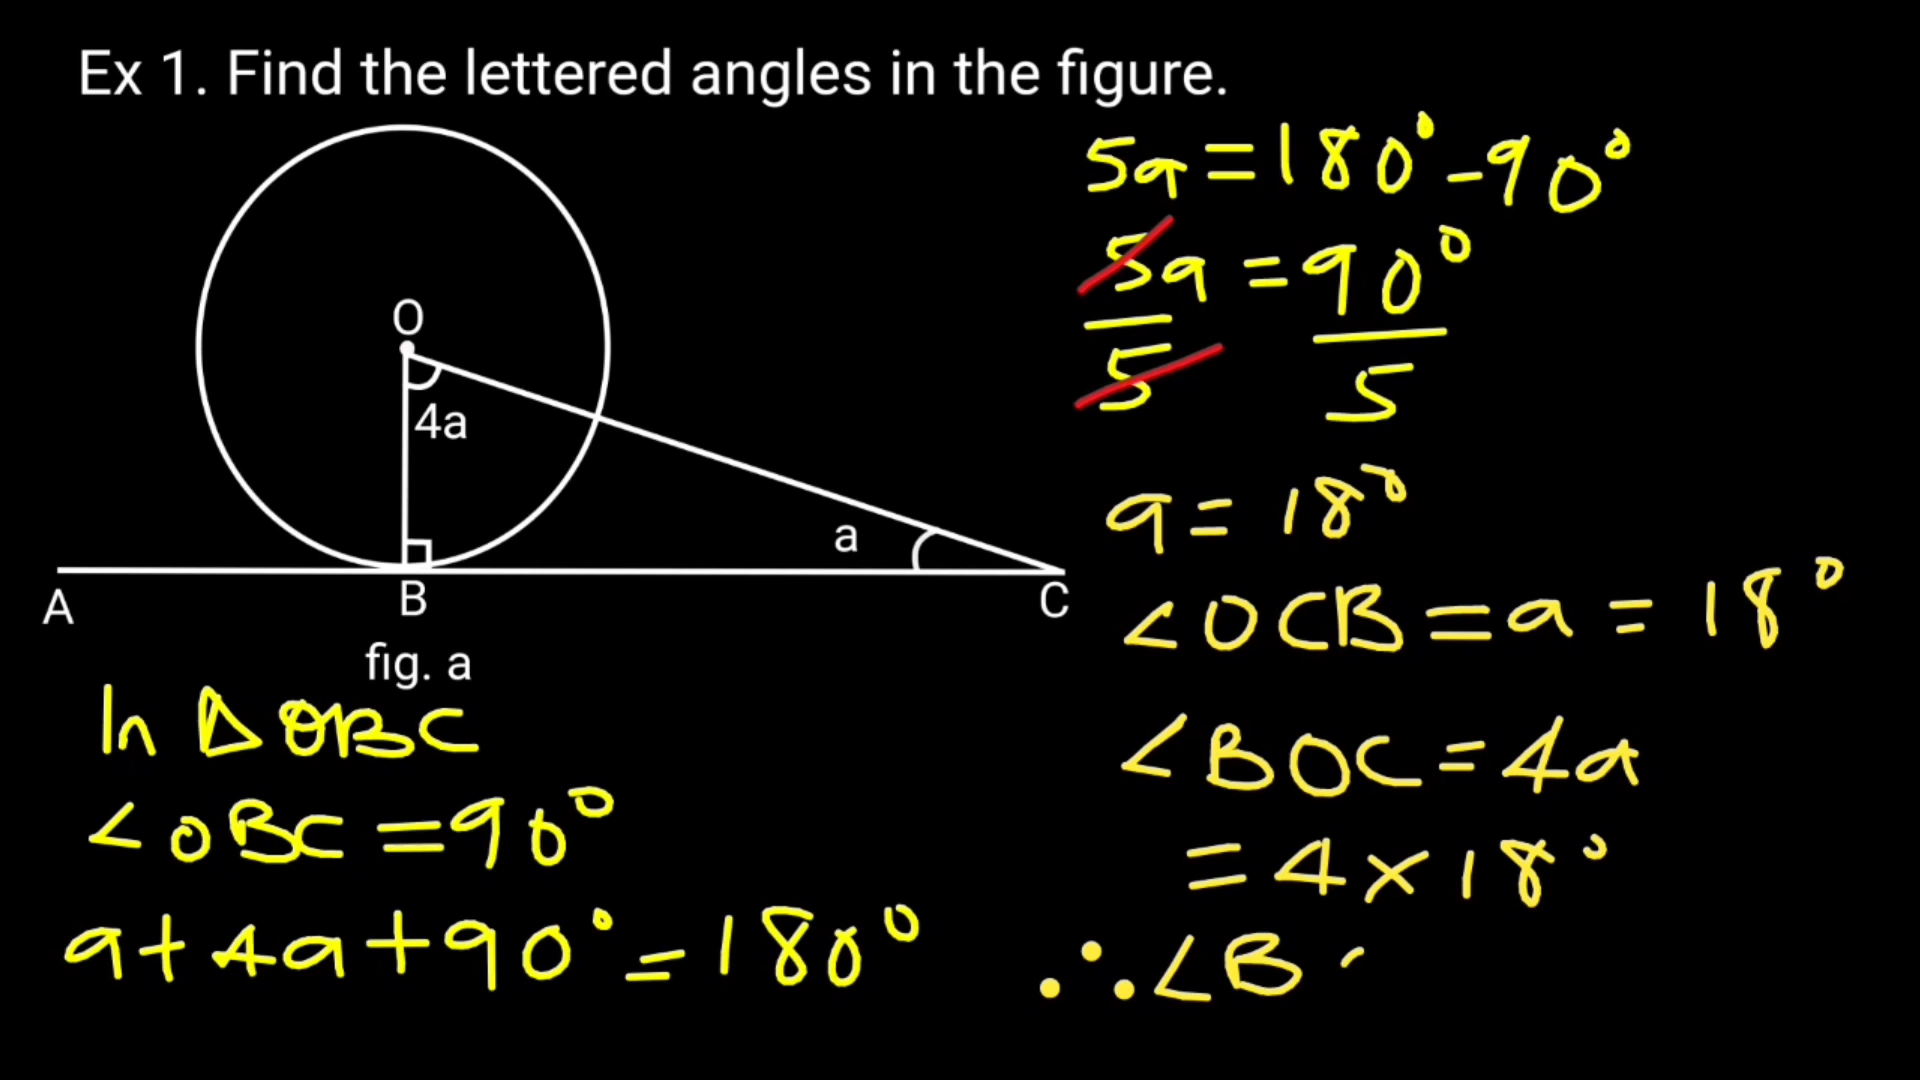 Ex 1. Find the lettered angles in the figure.
O
4a
a
A
B
C
fig. a
In △OBC
∠OBC = 90°
a + 4a + 90° = 180°
5a = 180° - 90°
5a = 90°
5 5
a = 18°
∠OCB = a = 18°
∠BOC = 4a
= 4 × 18°
∴ ∠B